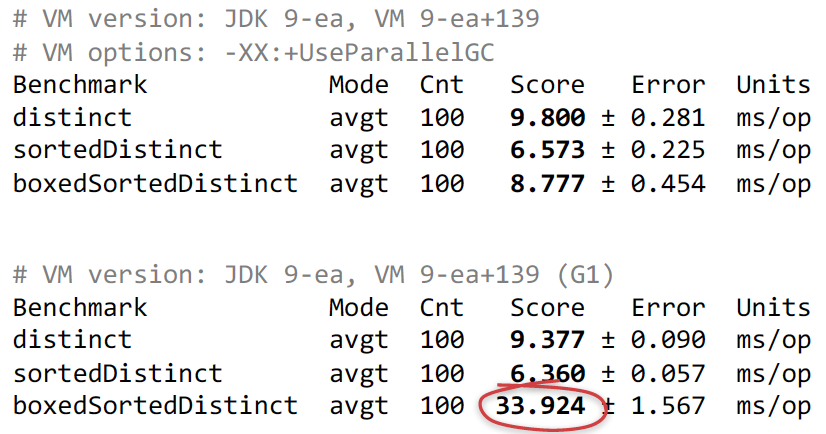 # VM version: JDK 9-ea, VM 9-ea+139
# VM options: -XX:+UseParallelGC
Benchmark Mode Cnt Score Error Units
distinct avgt 100 9.800 ± 0.281 ms/op
sortedDistinct avgt 100 6.573 ± 0.225 ms/op
boxedSortedDistinct avgt 100 8.777 ± 0.454 ms/op
# VM version: JDK 9-ea, VM 9-ea+139 (G1)
Benchmark Mode Cnt Score Error Units
distinct avgt 100 9.377 ± 0.090 ms/op
sortedDistinct avgt 100 6.360 ± 0.057 ms/op
boxedSortedDistinct avgt 100 33.924 ± 1.567 ms/op